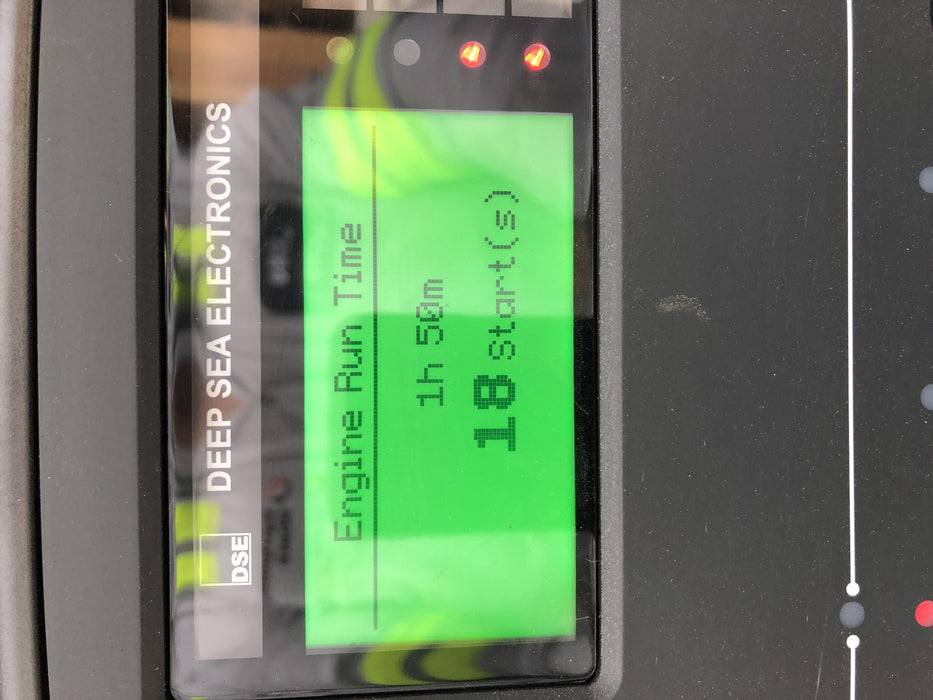 DSE DEEP SEA ELECTRONICS
Engine Run Time
1h 50m
18 Start(s)